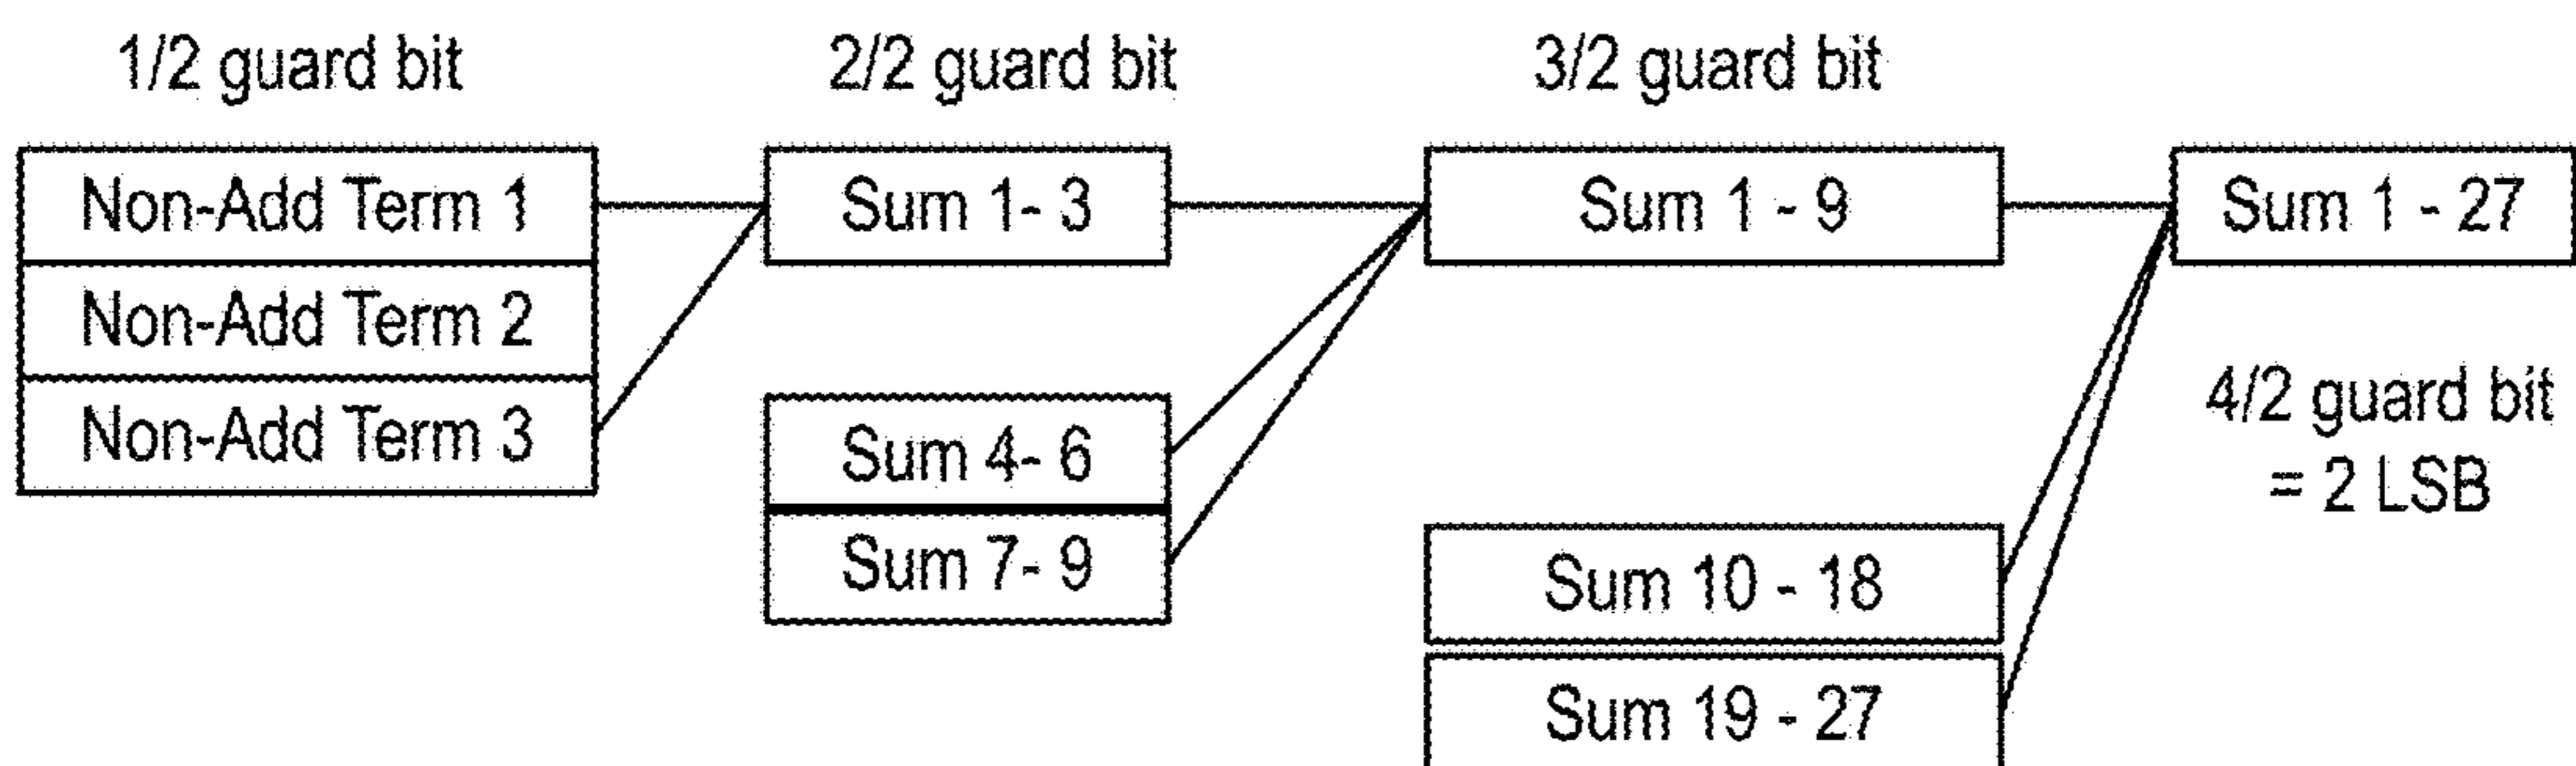 1/2 guard bit
2/2 guard bit
3/2 guard bit
Non-Add Term 1
Non-Add Term 2
Non-Add Term 3
Sum 1- 3
Sum 4- 6
Sum 7- 9
Sum 1 - 9
Sum 10 - 18
Sum 19 - 27
Sum 1 - 27
4/2 guard bit
= 2 LSB